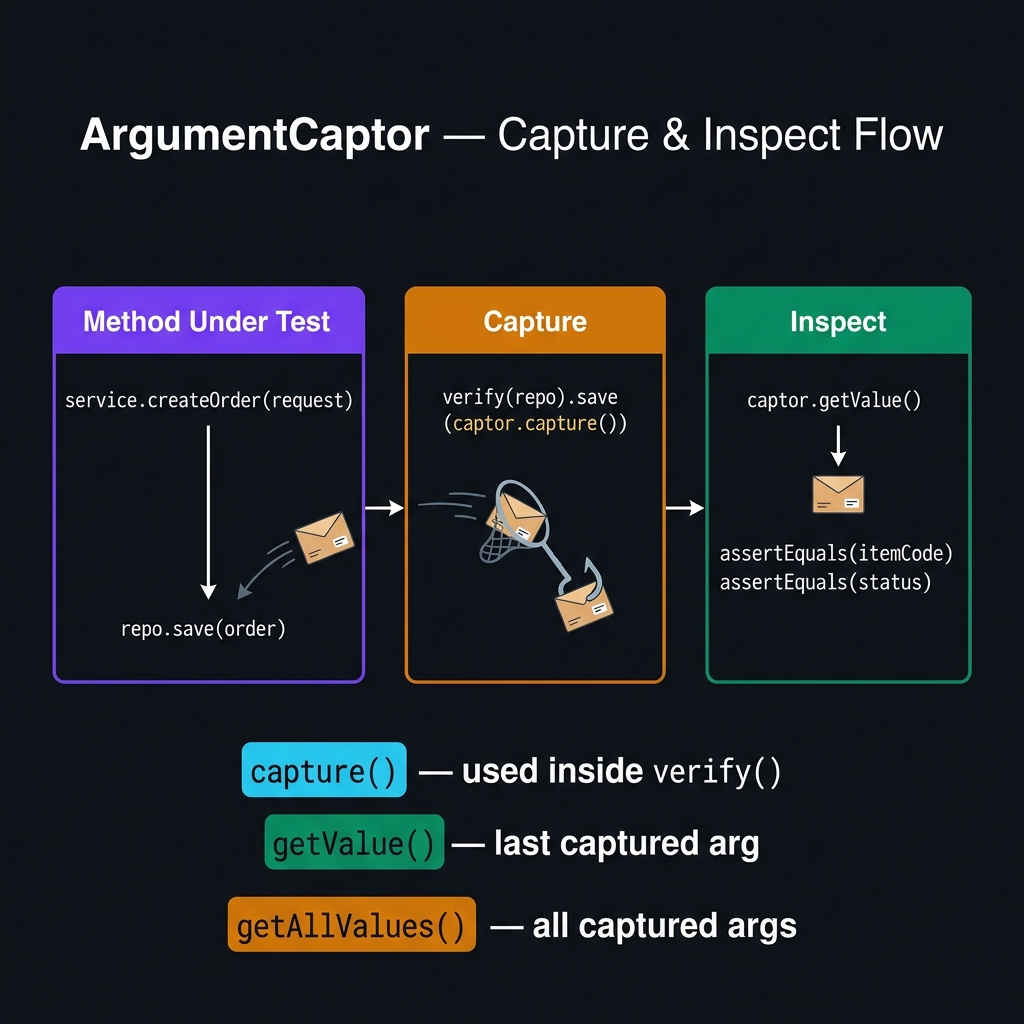 ArgumentCaptor — Capture & Inspect Flow
Method Under Test
service.createOrder(request)
repo.save(order)
Capture
verify(repo).save
(captor.capture())
Inspect
captor.getValue()
assertEquals(itemCode)
assertEquals(status)
capture() — used inside verify()
getValue() — last captured arg
getAllValues() — all captured args